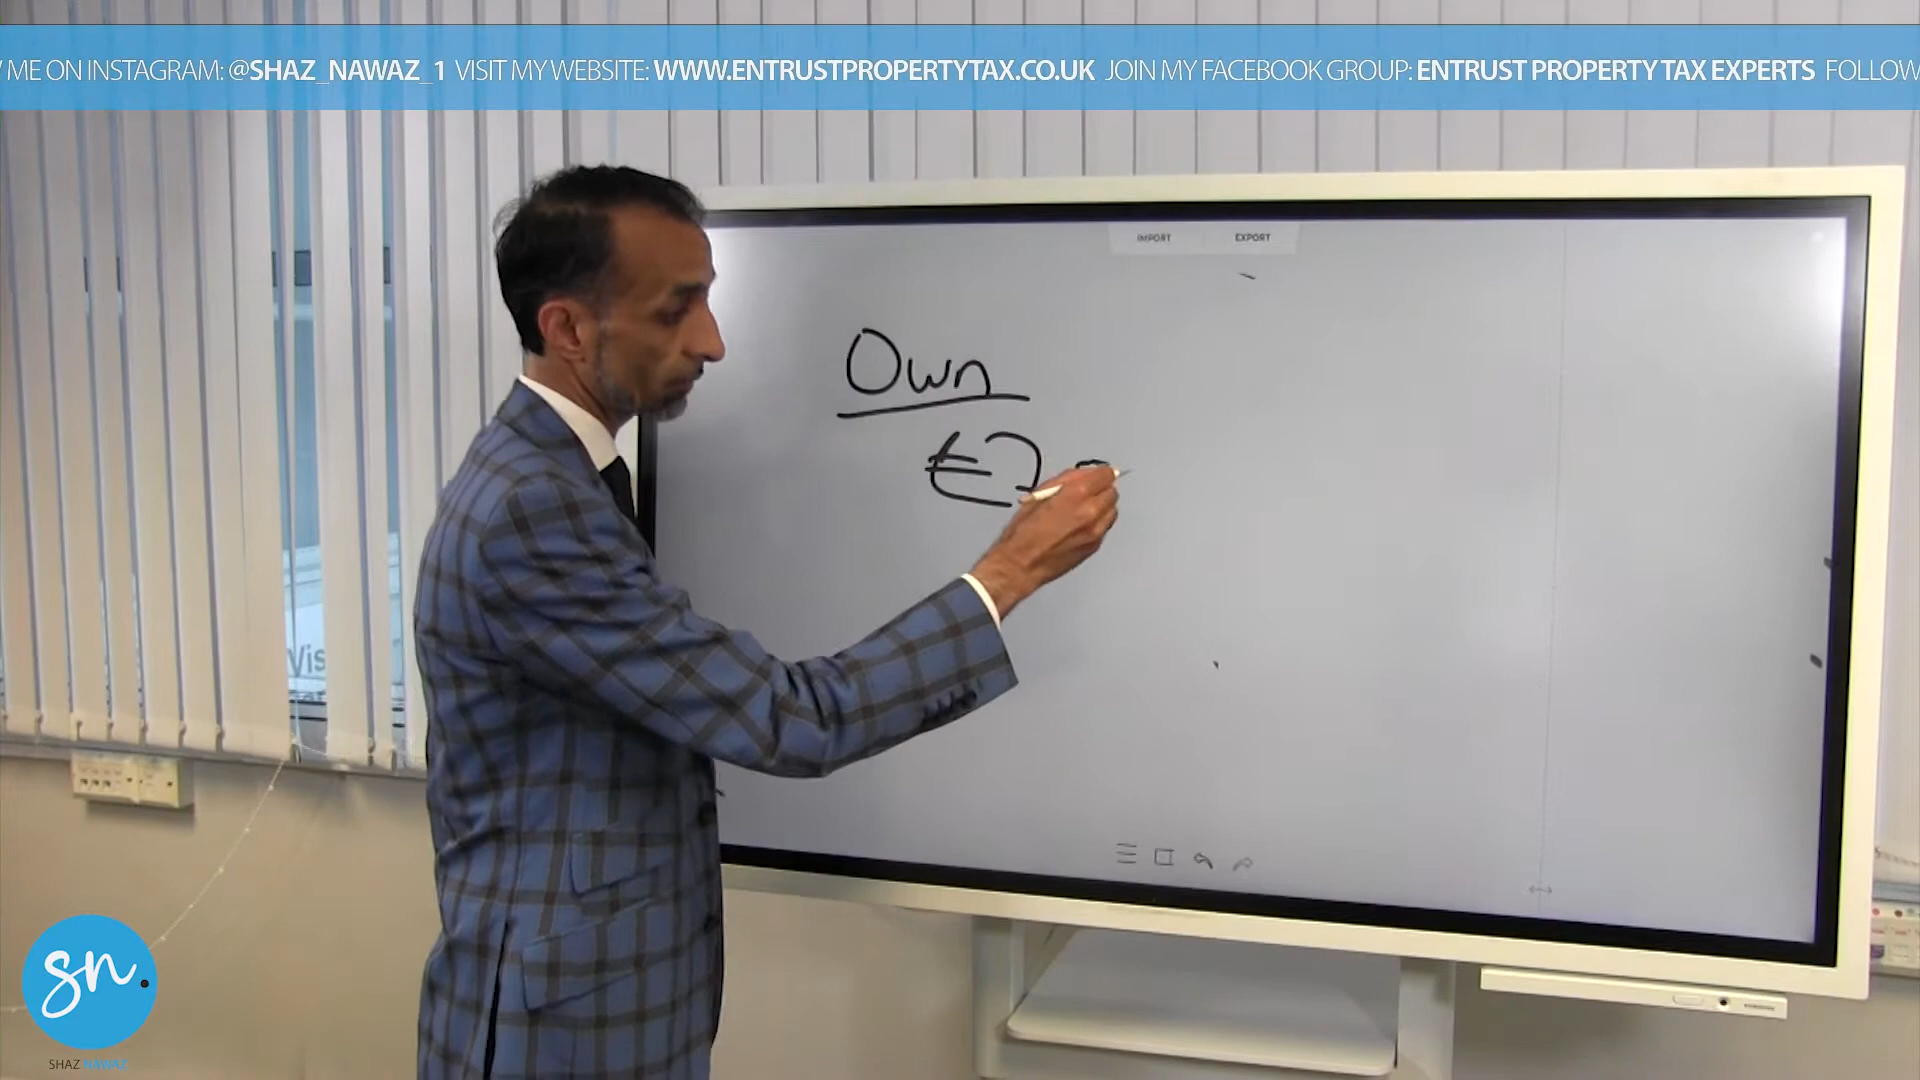 W ME ON INSTAGRAM: @SHAZ_NAWAZ_1 VISIT MY WEBSITE: WWW.ENTRUSTPROPERTYTAX.CO.UK JOIN MY FACEBOOK GROUP: ENTRUST PROPERTY TAX EXPERTS FOLLOW
IMPORT EXPORT
Own
Vis
sn.
SHAZ NAWAZ